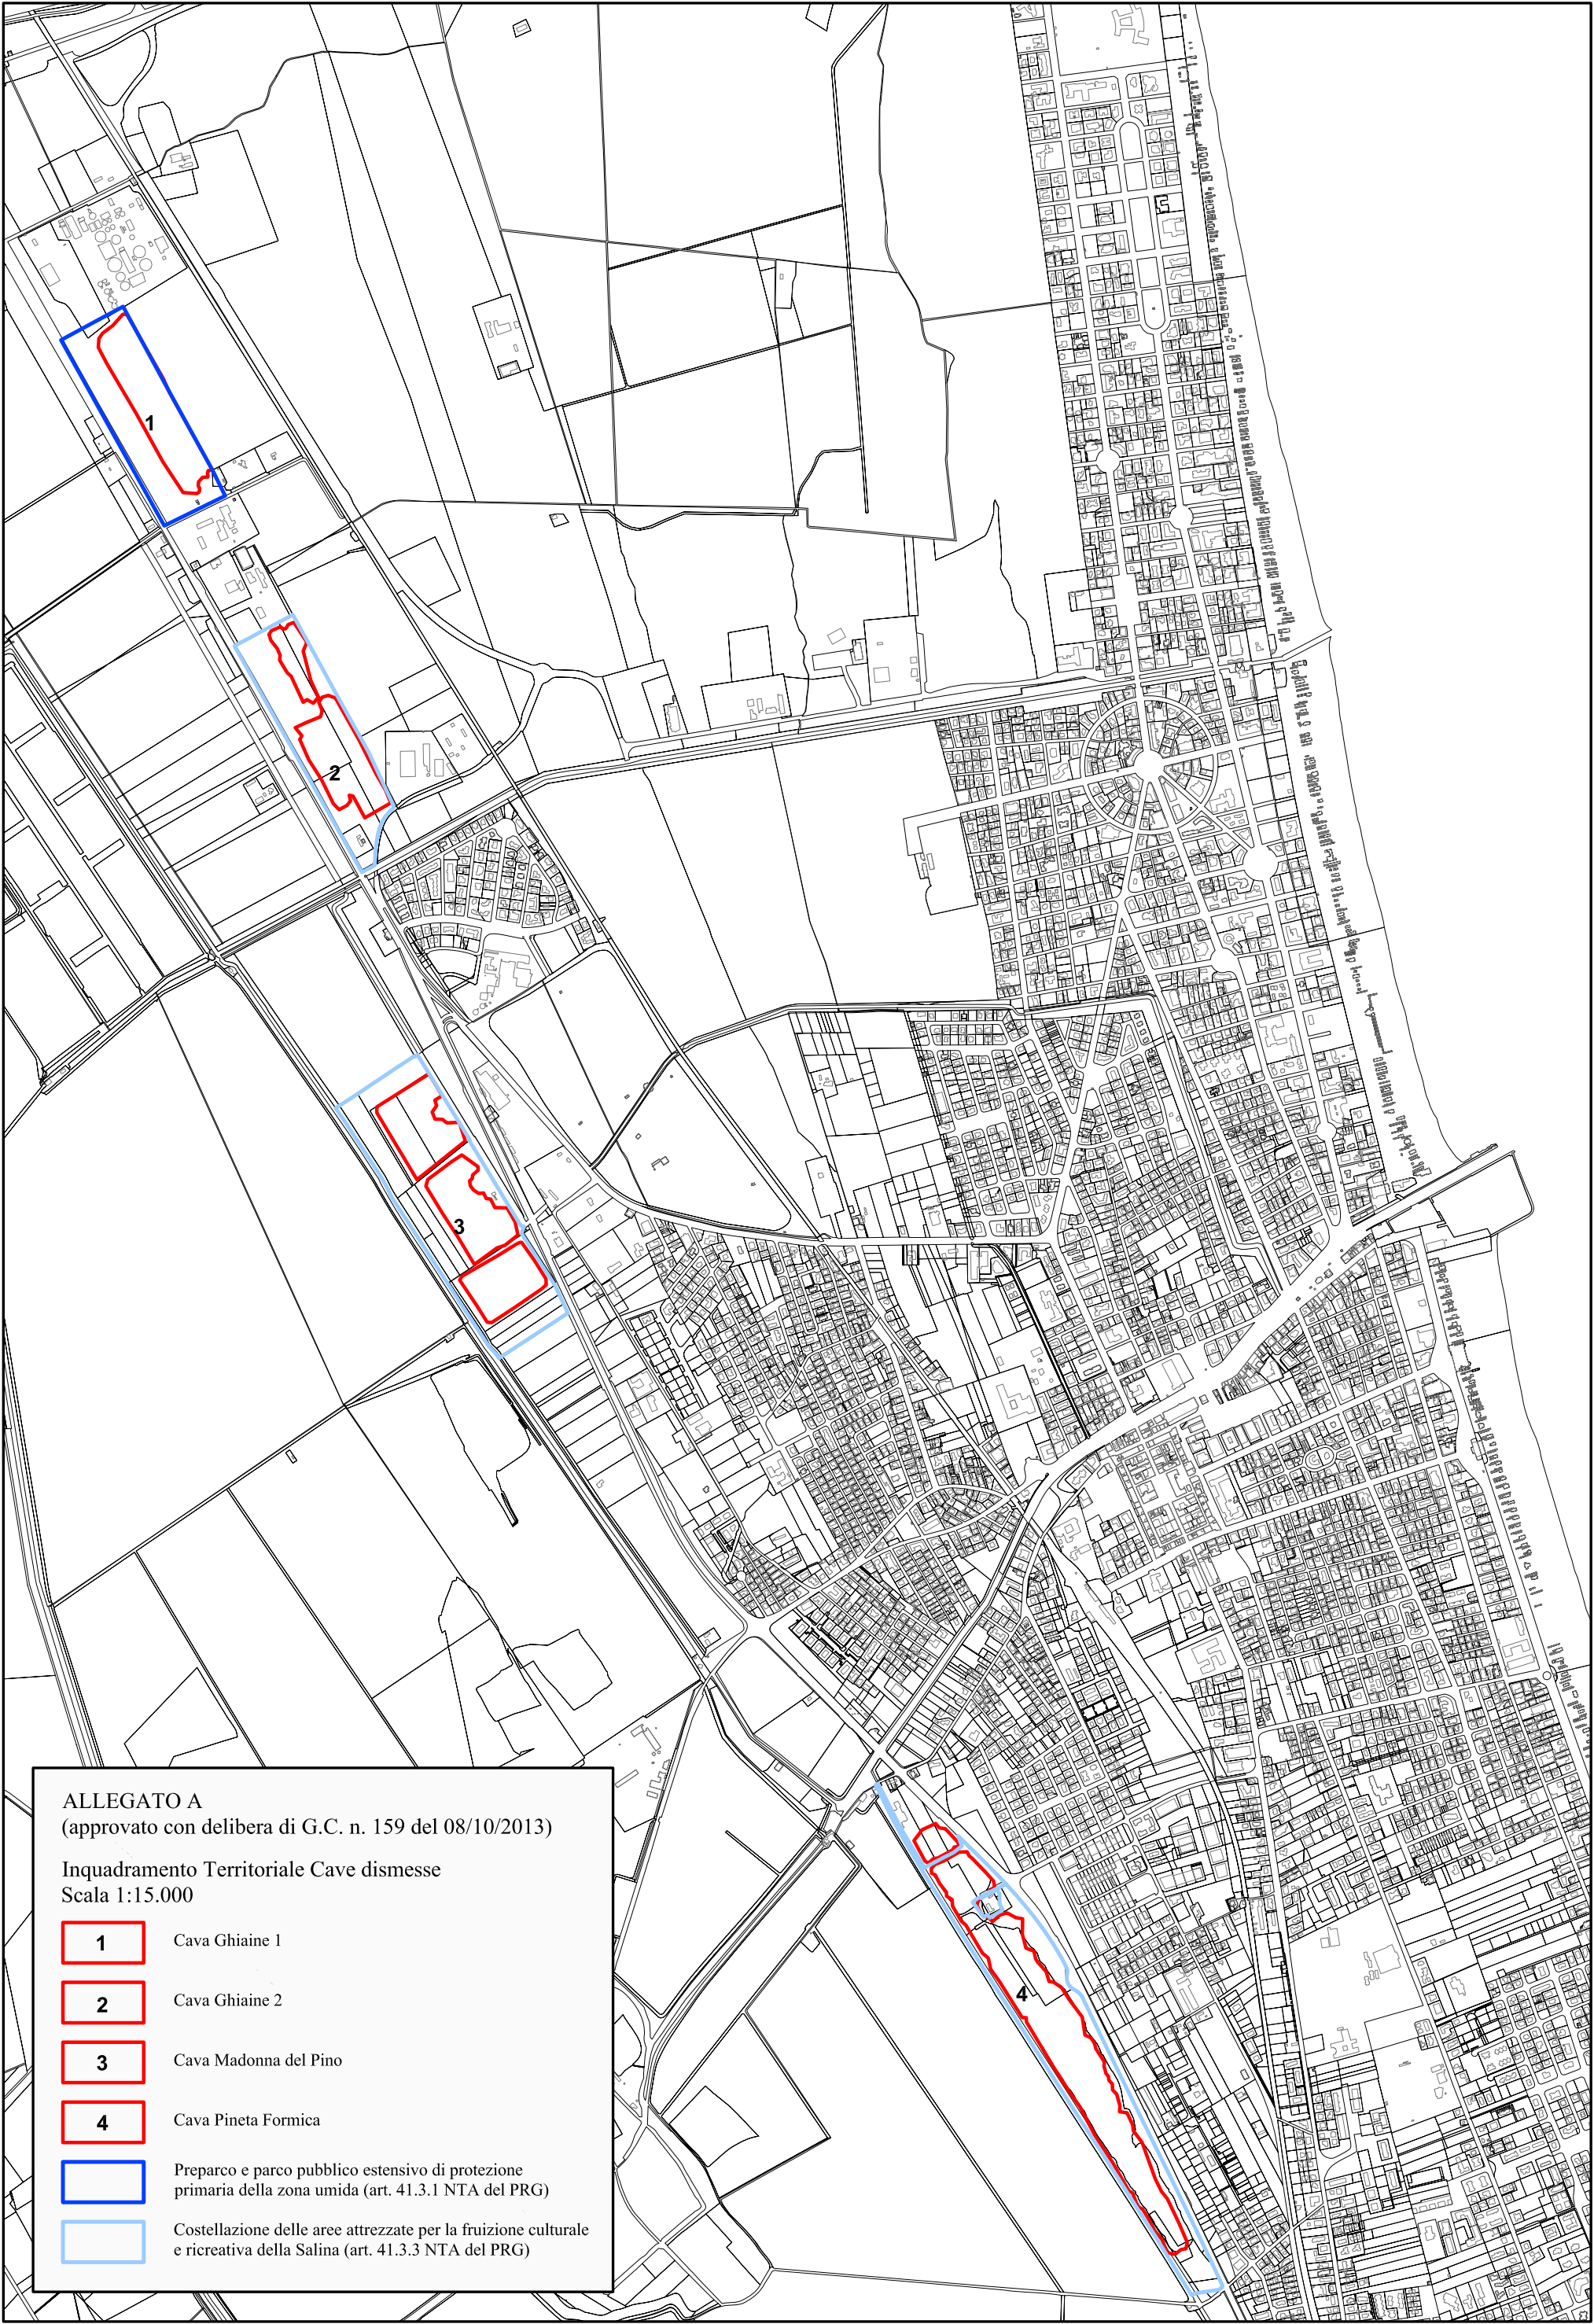 1
2
3
4
ALLEGATO A
(approvato con delibera di G.C. n. 159 del 08/10/2013)
Inquadramento Territoriale Cave dismesse
Scala 1:15.000
1 Cava Ghiaine 1
2 Cava Ghiaine 2
3 Cava Madonna del Pino
4 Cava Pineta Formica
Preparco e parco pubblico estensivo di protezione
primaria della zona umida (art. 41.3.1 NTA del PRG)
Costellazione delle aree attrezzate per la fruizione culturale
e ricreativa della Salina (art. 41.3.3 NTA del PRG)